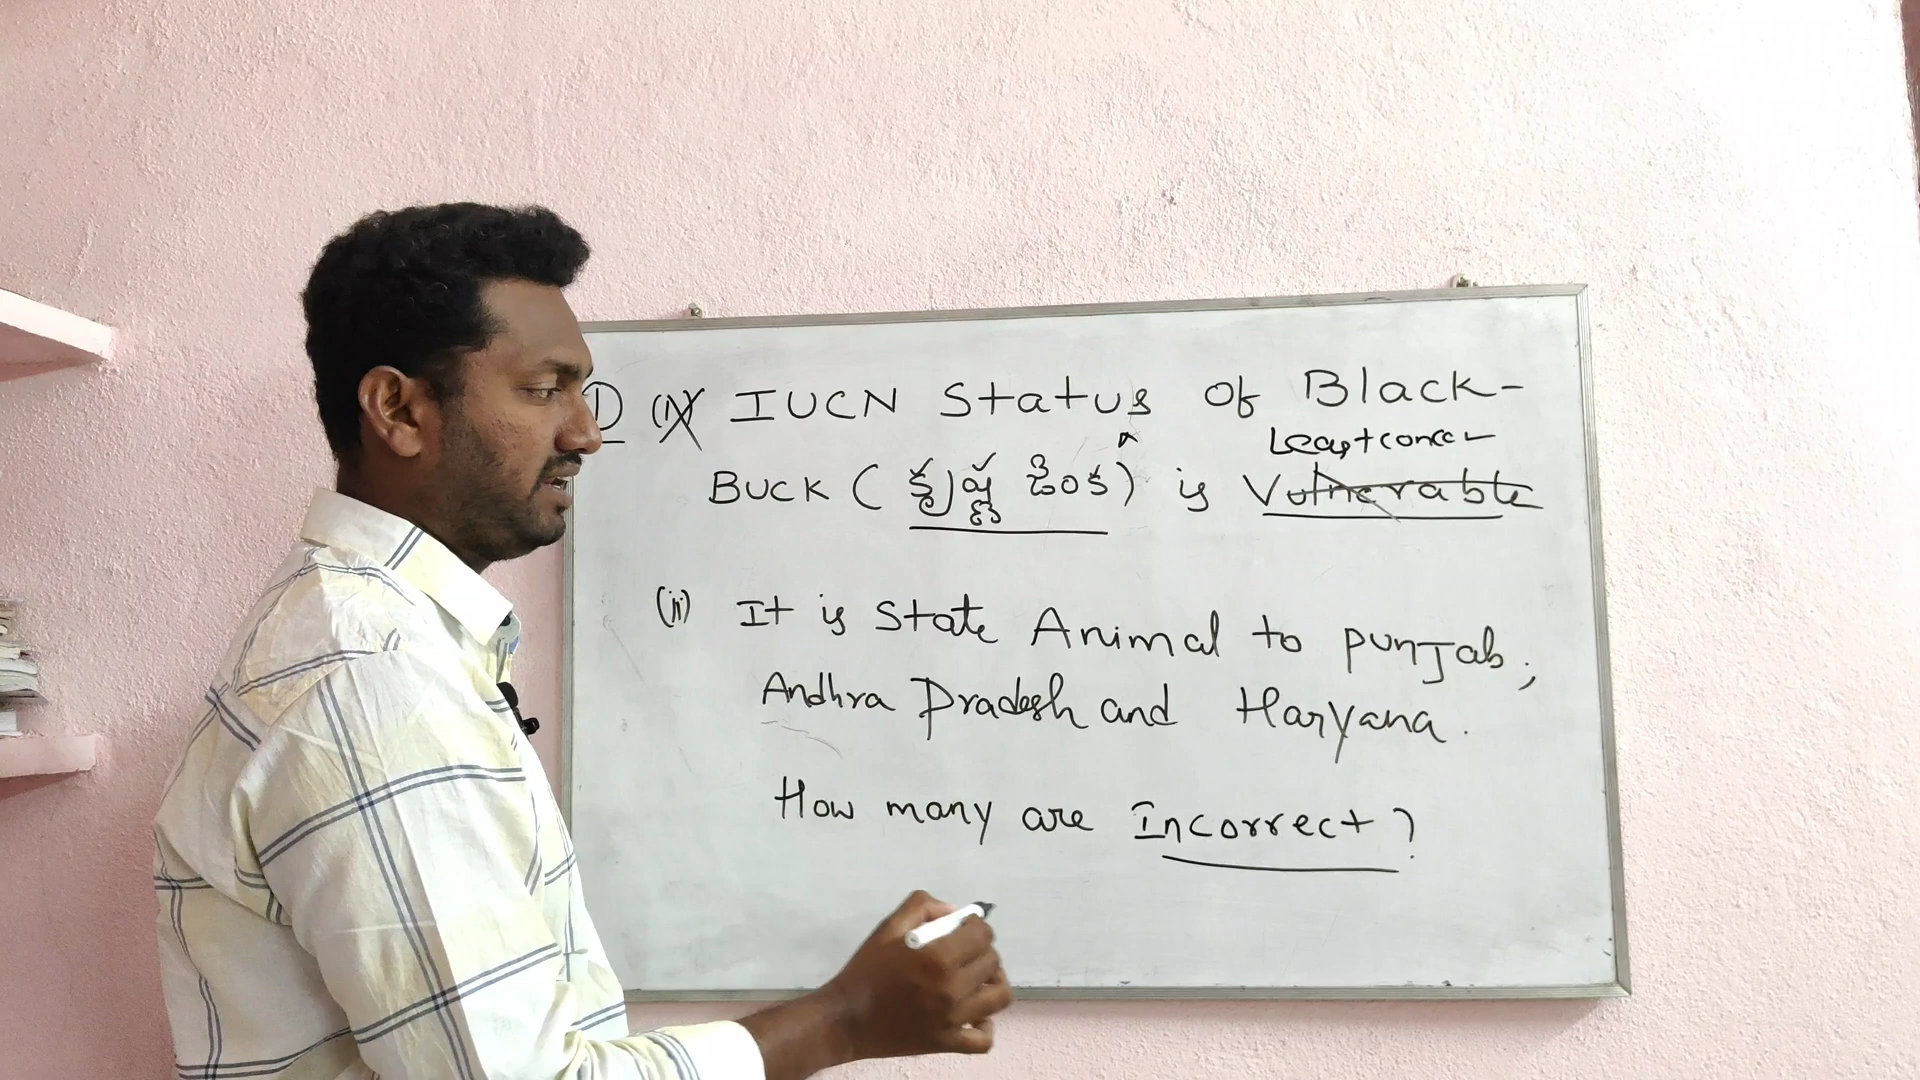 1) (i) IUCN Status of Black-
Least concer
BUCK ( కృష్ణ జింక ) is Vulnerable
(ii) It is State Animal to punjab,
Andhra Pradesh and Haryana.
How many are Incorrect?